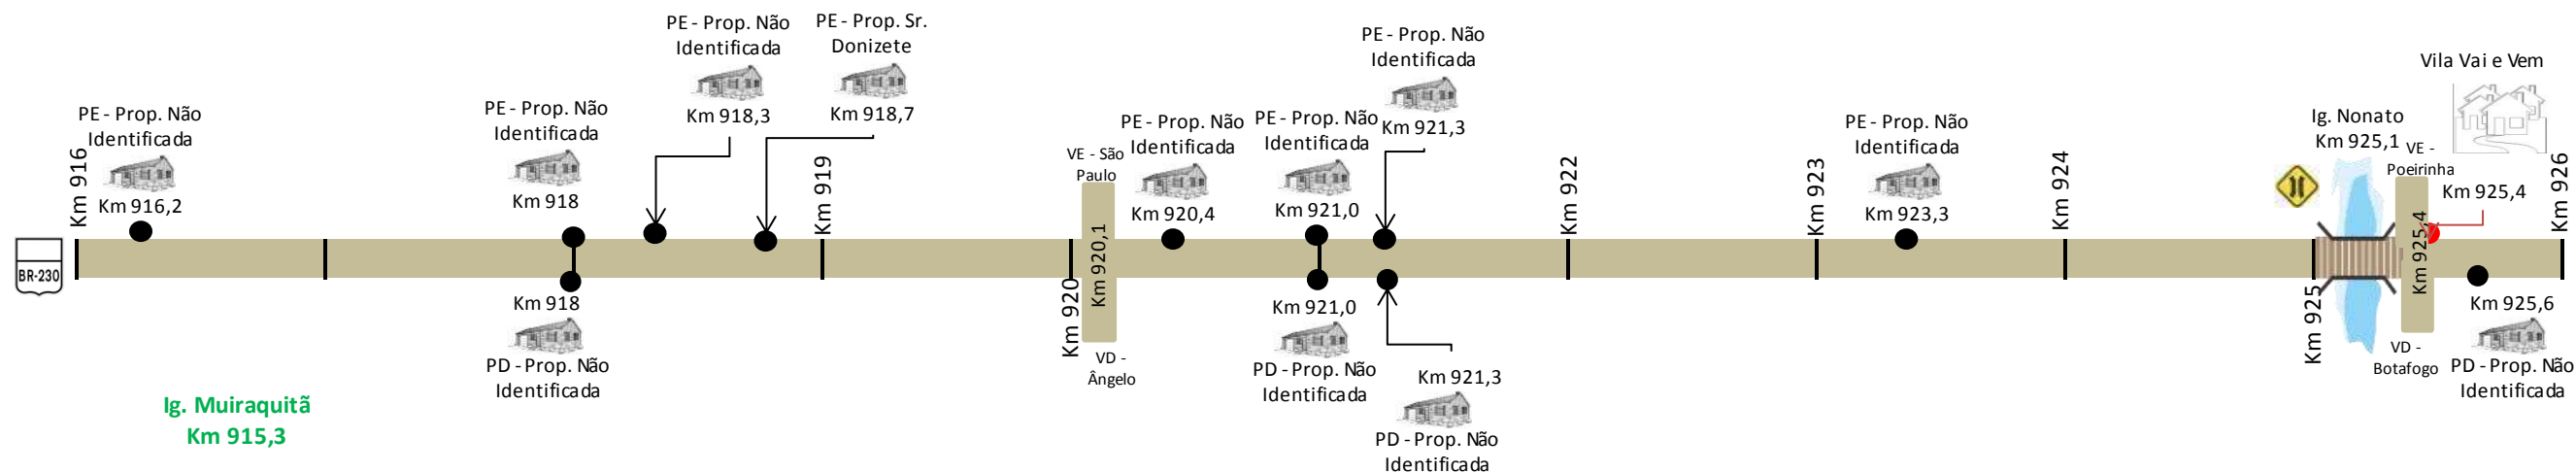 PE - Prop. Não
Identificada
Km 916,2
Km 916
BR-230
Ig. Muiraquitã
Km 915,3
PE - Prop. Não
Identificada
Km 918
Km 918
PD - Prop. Não
Identificada
PE - Prop. Não
Identificada
Km 918,3
PE - Prop. Sr.
Donizete
Km 918,7
Km 919
Km 920
VE - São
Paulo
Km 920,1
VD -
Ângelo
PE - Prop. Não
Identificada
Km 920,4
PE - Prop. Não
Identificada
Km 921,0
Km 921,0
PD - Prop. Não
Identificada
PE - Prop. Não
Identificada
Km 921,3
Km 921,3
PD - Prop. Não
Identificada
Km 922
Km 923
PE - Prop. Não
Identificada
Km 923,3
Km 924
Km 925
Ig. Nonato
Km 925,1
VE -
Poeirinha
Km 925,4
VD -
Botafogo
Vila Vai e Vem
Km 925,4
Km 925,6
PD - Prop. Não
Identificada
Km 926